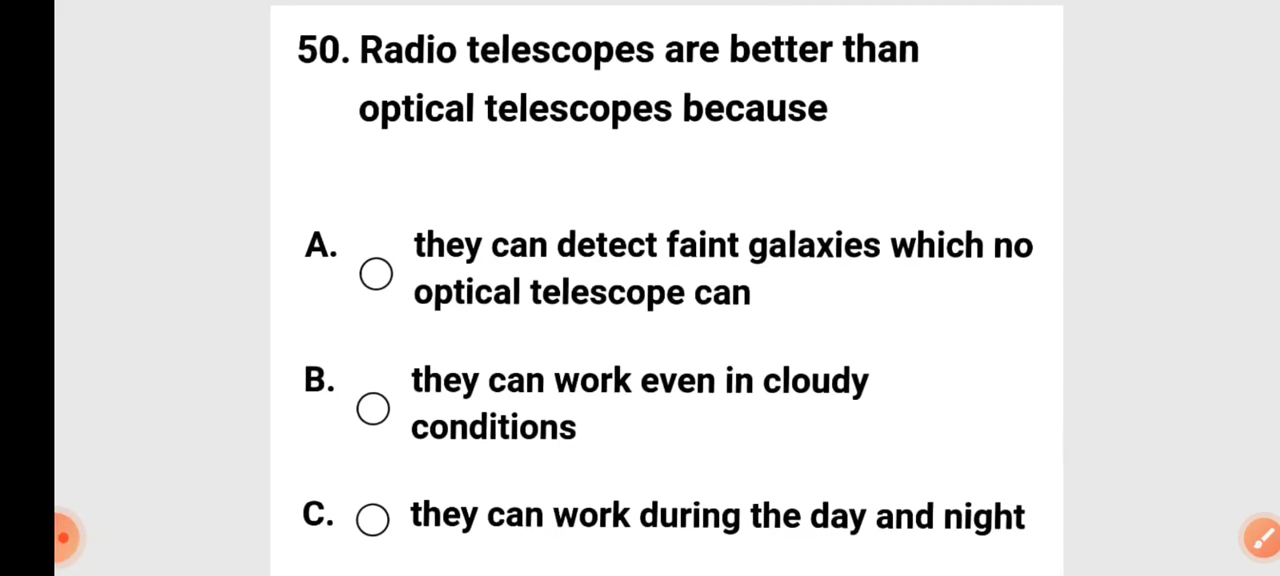 50. Radio telescopes are better than
optical telescopes because
A. they can detect faint galaxies which no
optical telescope can
B. they can work even in cloudy
conditions
C. they can work during the day and night